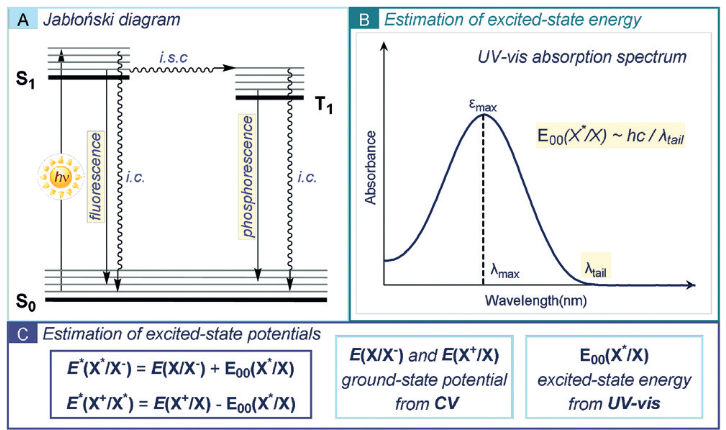 A Jabłoński diagram
S₁
i.s.c
T₁
hν
fluorescence
i.c.
phosphorescence
i.c.
S₀
B Estimation of excited-state energy
UV-vis absorption spectrum
Absorbance
εmax
E₀₀(X*/X) ~ hc / λtail
λmax
λtail
Wavelength(nm)
C Estimation of excited-state potentials
E*(X*/X⁻) = E(X/X⁻) + E₀₀(X*/X)
E*(X⁺/X*) = E(X⁺/X) - E₀₀(X*/X)
E(X/X⁻) and E(X⁺/X)
ground-state potential
from CV
E₀₀(X*/X)
excited-state energy
from UV-vis